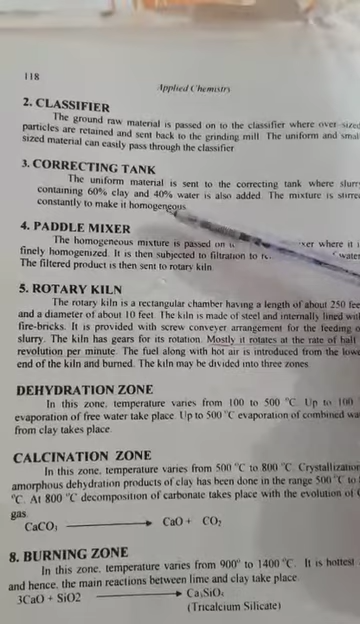 118
Applied Chemistry
2. CLASSIFIER
The ground raw material is passed on to the classifier where over sized
particles are retained and sent back to the grinding mill. The uniform and small
sized material can easily pass through the classifier
3. CORRECTING TANK
The uniform material is sent to the correcting tank where slurry
containing 60% clay and 40% water is also added. The mixture is stirred
constantly to make it homogeneous.
4. PADDLE MIXER
The homogeneous mixture is passed on where it i
finely homogenized. It is then subjected to filtration to water
The filtered product is then sent to rotary kiln
5. ROTARY KILN
The rotary kiln is a rectangular chamber having a length of about 250 fee
and a diameter of about 10 feet. The kiln is made of steel and internally lined
fire-bricks. It is provided with screw conveyer arrangement for the feeding o
slurry. The kiln has gears for its rotation. Mostly it rotates at the rate of half
revolution per minute. The fuel along with hot air is introduced from the lowe
end of the kiln and burned. The kiln may be divided into three zones.
DEHYDRATION ZONE
In this zone, temperature varies from 100 to 500 °C. Up to 100
evaporation of free water take place. Up to 500 °C evaporation of combined wa
from clay takes place.
CALCINATION ZONE
In this zone, temperature varies from 500 °C to 800 °C. Crystallization
amorphous dehydration products of clay has been done in the range 500 °C to
°C. At 800 °C decomposition of carbonate takes place with the evolution of
gas.
CaCO₃ → CaO + CO₂
8. BURNING ZONE
In this zone, temperature varies from 900° to 1400 °C. It is hottest
and hence, the main reactions between lime and clay take place.
3CaO + SiO2 → Ca₃SiO₅
(Tricalcium Silicate)